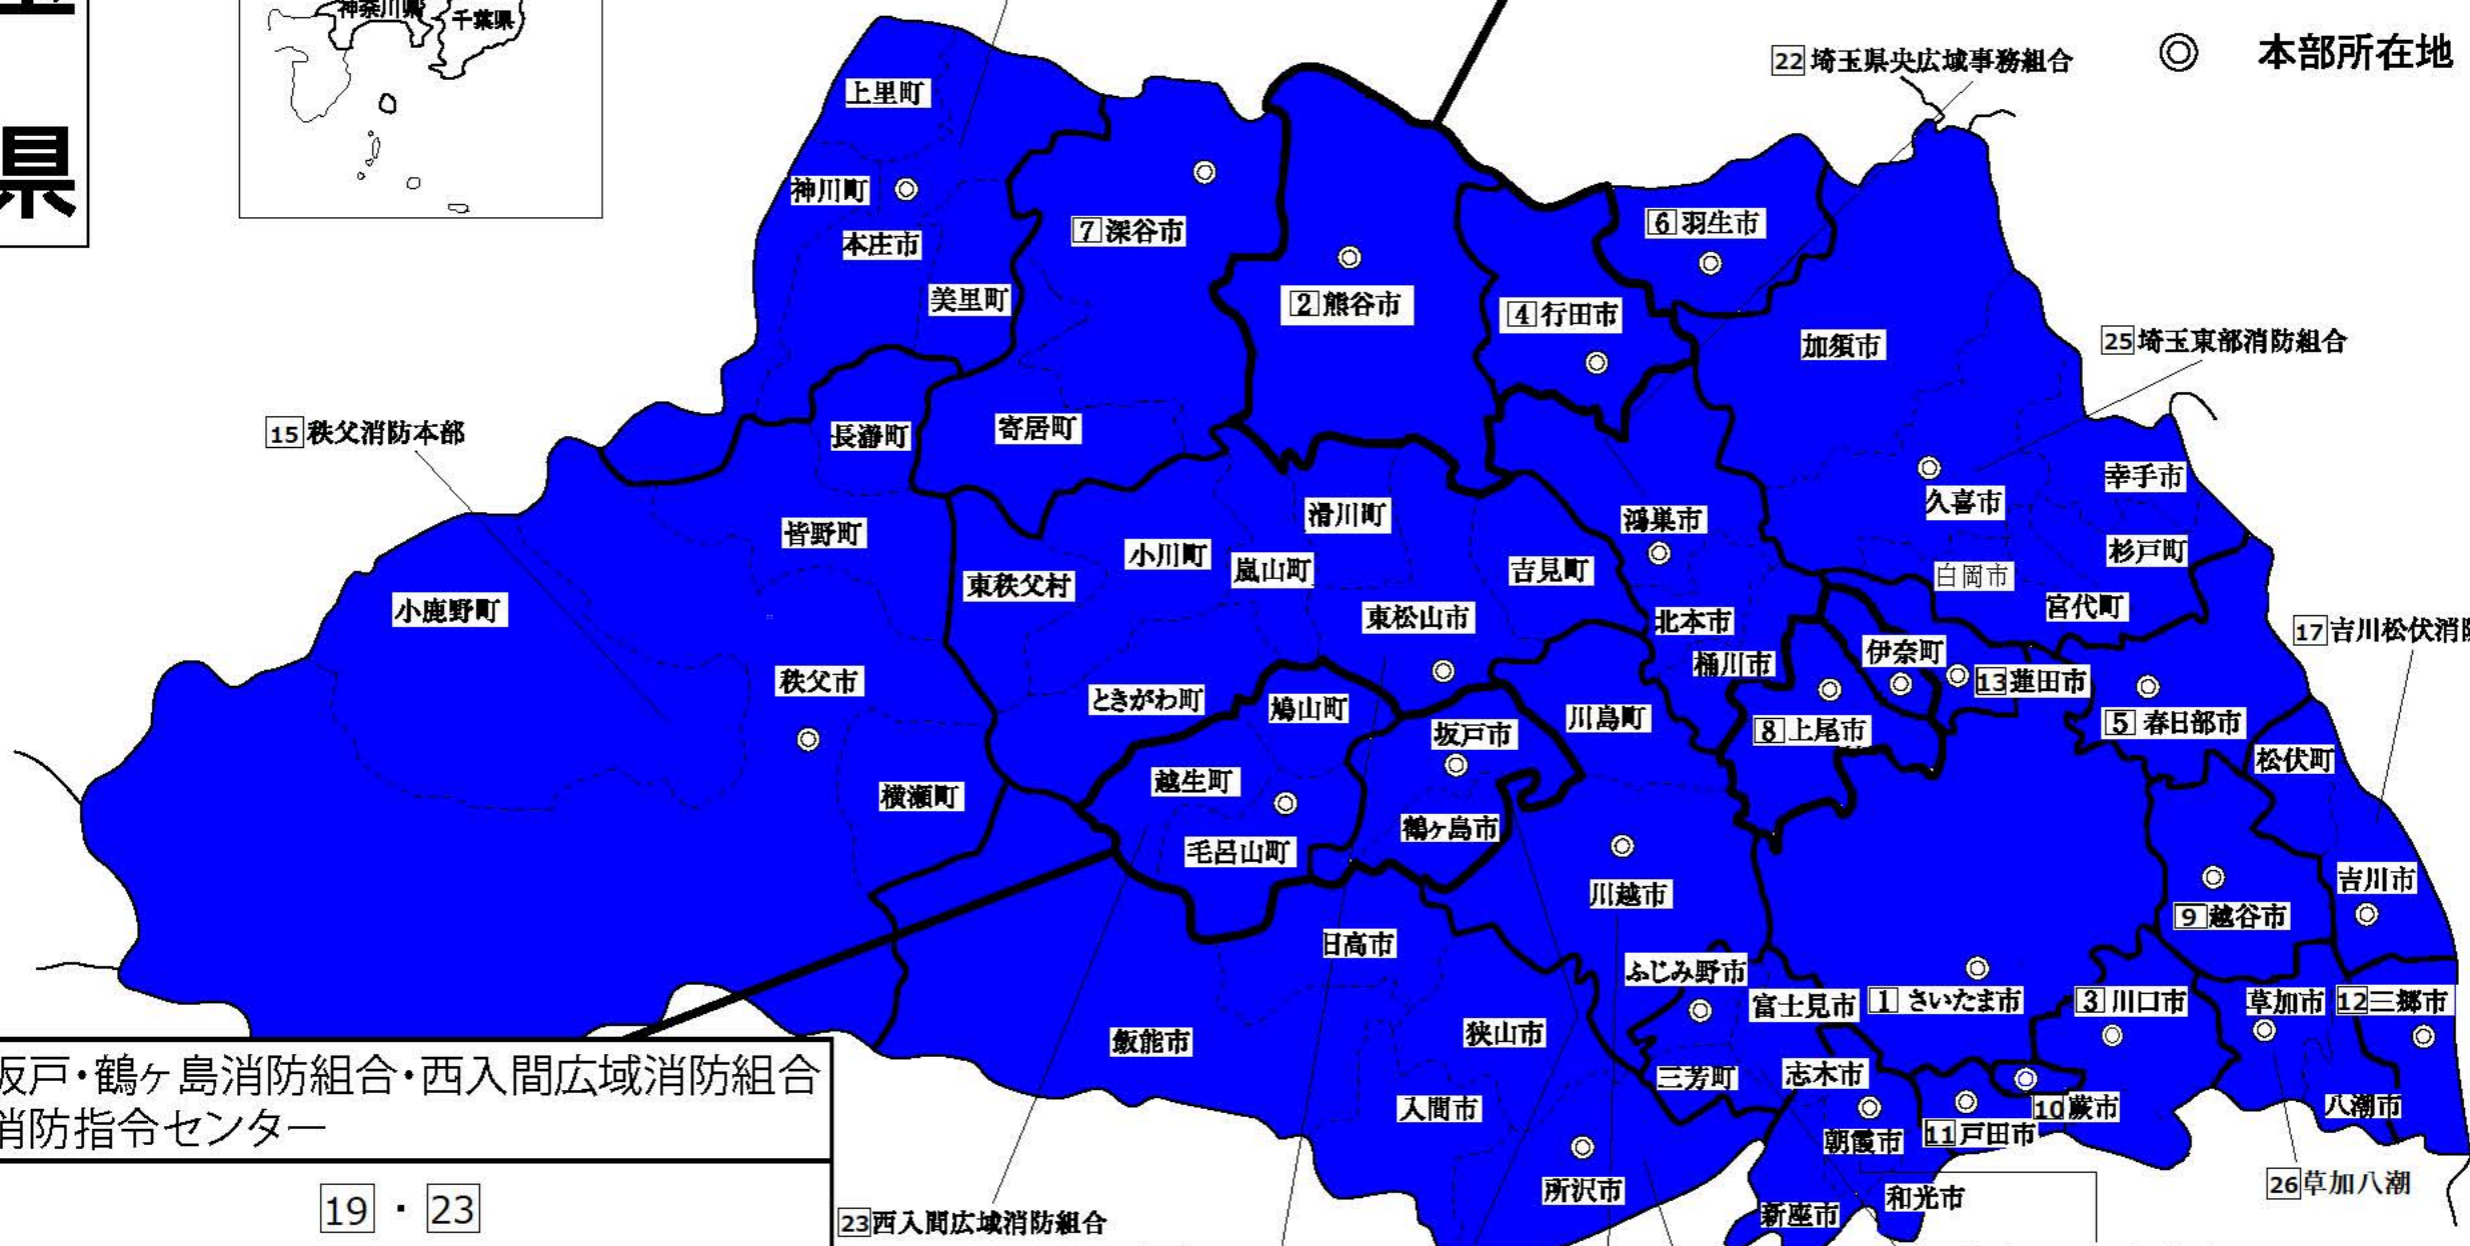 県
神奈川県
千葉県
22 埼玉県央広域事務組合
◎ 本部所在地
上里町
神川町
本庄市
7 深谷市
6 羽生市
美里町
2 熊谷市
4 行田市
加須市
25 埼玉東部消防組合
15 秩父消防本部
長瀞町
寄居町
幸手市
久喜市
滑川町
鴻巣市
皆野町
小川町
嵐山町
吉見町
杉戸町
白岡市
東秩父村
小鹿野町
東松山市
北本市
宮代町
17 吉川松伏消
伊奈町
桶川市
13 蓮田市
秩父市
ときがわ町
鳩山町
川島町
坂戸市
8 上尾市
5 春日部市
松伏町
越生町
横瀬町
鶴ヶ島市
毛呂山町
川越市
吉川市
9 越谷市
日高市
ふじみ野市
富士見市
1 さいたま市
3 川口市
草加市
12 三郷市
飯能市
狭山市
三芳町
志木市
入間市
10 蕨市
八潮市
11 戸田市
朝霞市
所沢市
和光市
新座市
26 草加八潮
坂戸・鶴ヶ島消防組合・西入間広域消防組合
消防指令センター
19 ・ 23
23 西入間広域消防組合